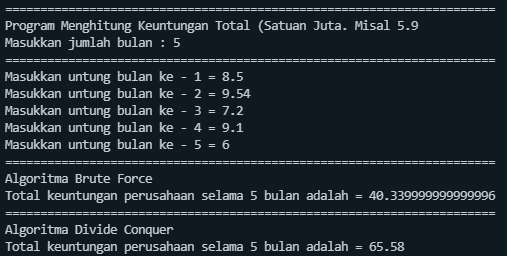 ==============================================================
Program Menghitung Keuntungan Total (Satuan Juta. Misal 5.9
Masukkan jumlah bulan : 5
==============================================================
Masukkan untung bulan ke - 1 = 8.5
Masukkan untung bulan ke - 2 = 9.54
Masukkan untung bulan ke - 3 = 7.2
Masukkan untung bulan ke - 4 = 9.1
Masukkan untung bulan ke - 5 = 6
==============================================================
Algoritma Brute Force
Total keuntungan perusahaan selama 5 bulan adalah = 40.339999999999996
==============================================================
Algoritma Divide Conquer
Total keuntungan perusahaan selama 5 bulan adalah = 65.58